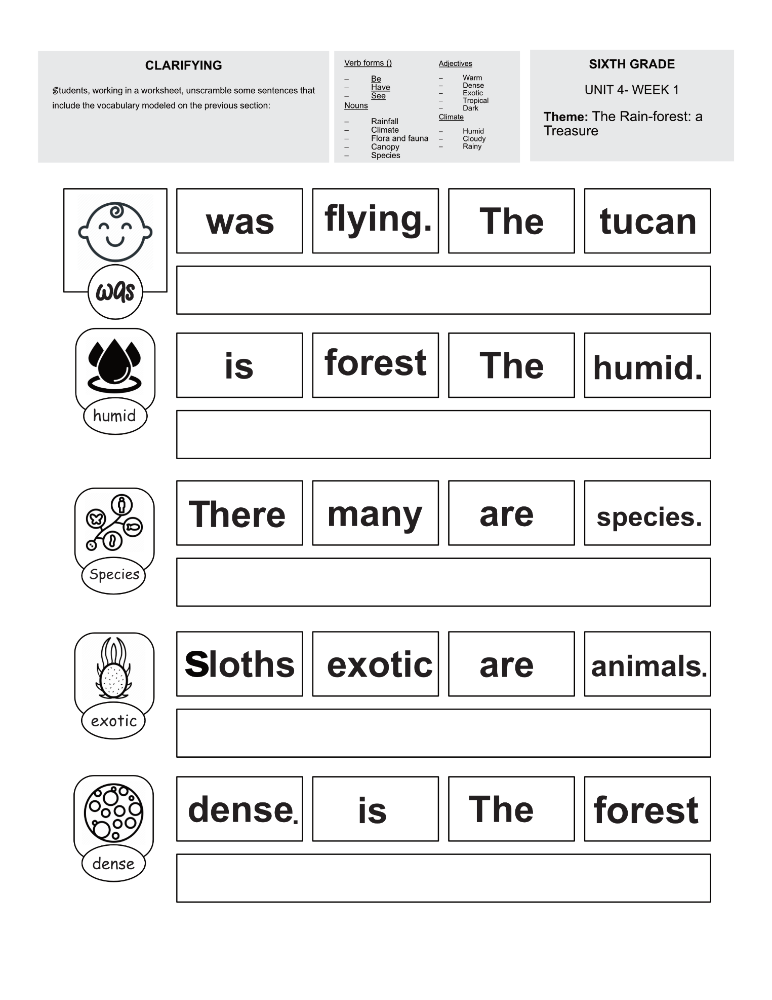 CLARIFYING
Students, working in a worksheet, unscramble some sentences that
include the vocabulary modeled on the previous section:
Verb forms ()
– Be
– Have
– See
Nouns
– Rainfall
– Climate
– Flora and fauna
– Canopy
– Species
Adjectives
– Warm
– Dense
– Exotic
– Tropical
– Dark
Climate
– Humid
– Cloudy
– Rainy
SIXTH GRADE
UNIT 4- WEEK 1
Theme: The Rain-forest: a
Treasure
was flying. The tucan
was
is forest The humid.
humid
There many are species.
Species
Sloths exotic are animals.
exotic
dense. is The forest
dense